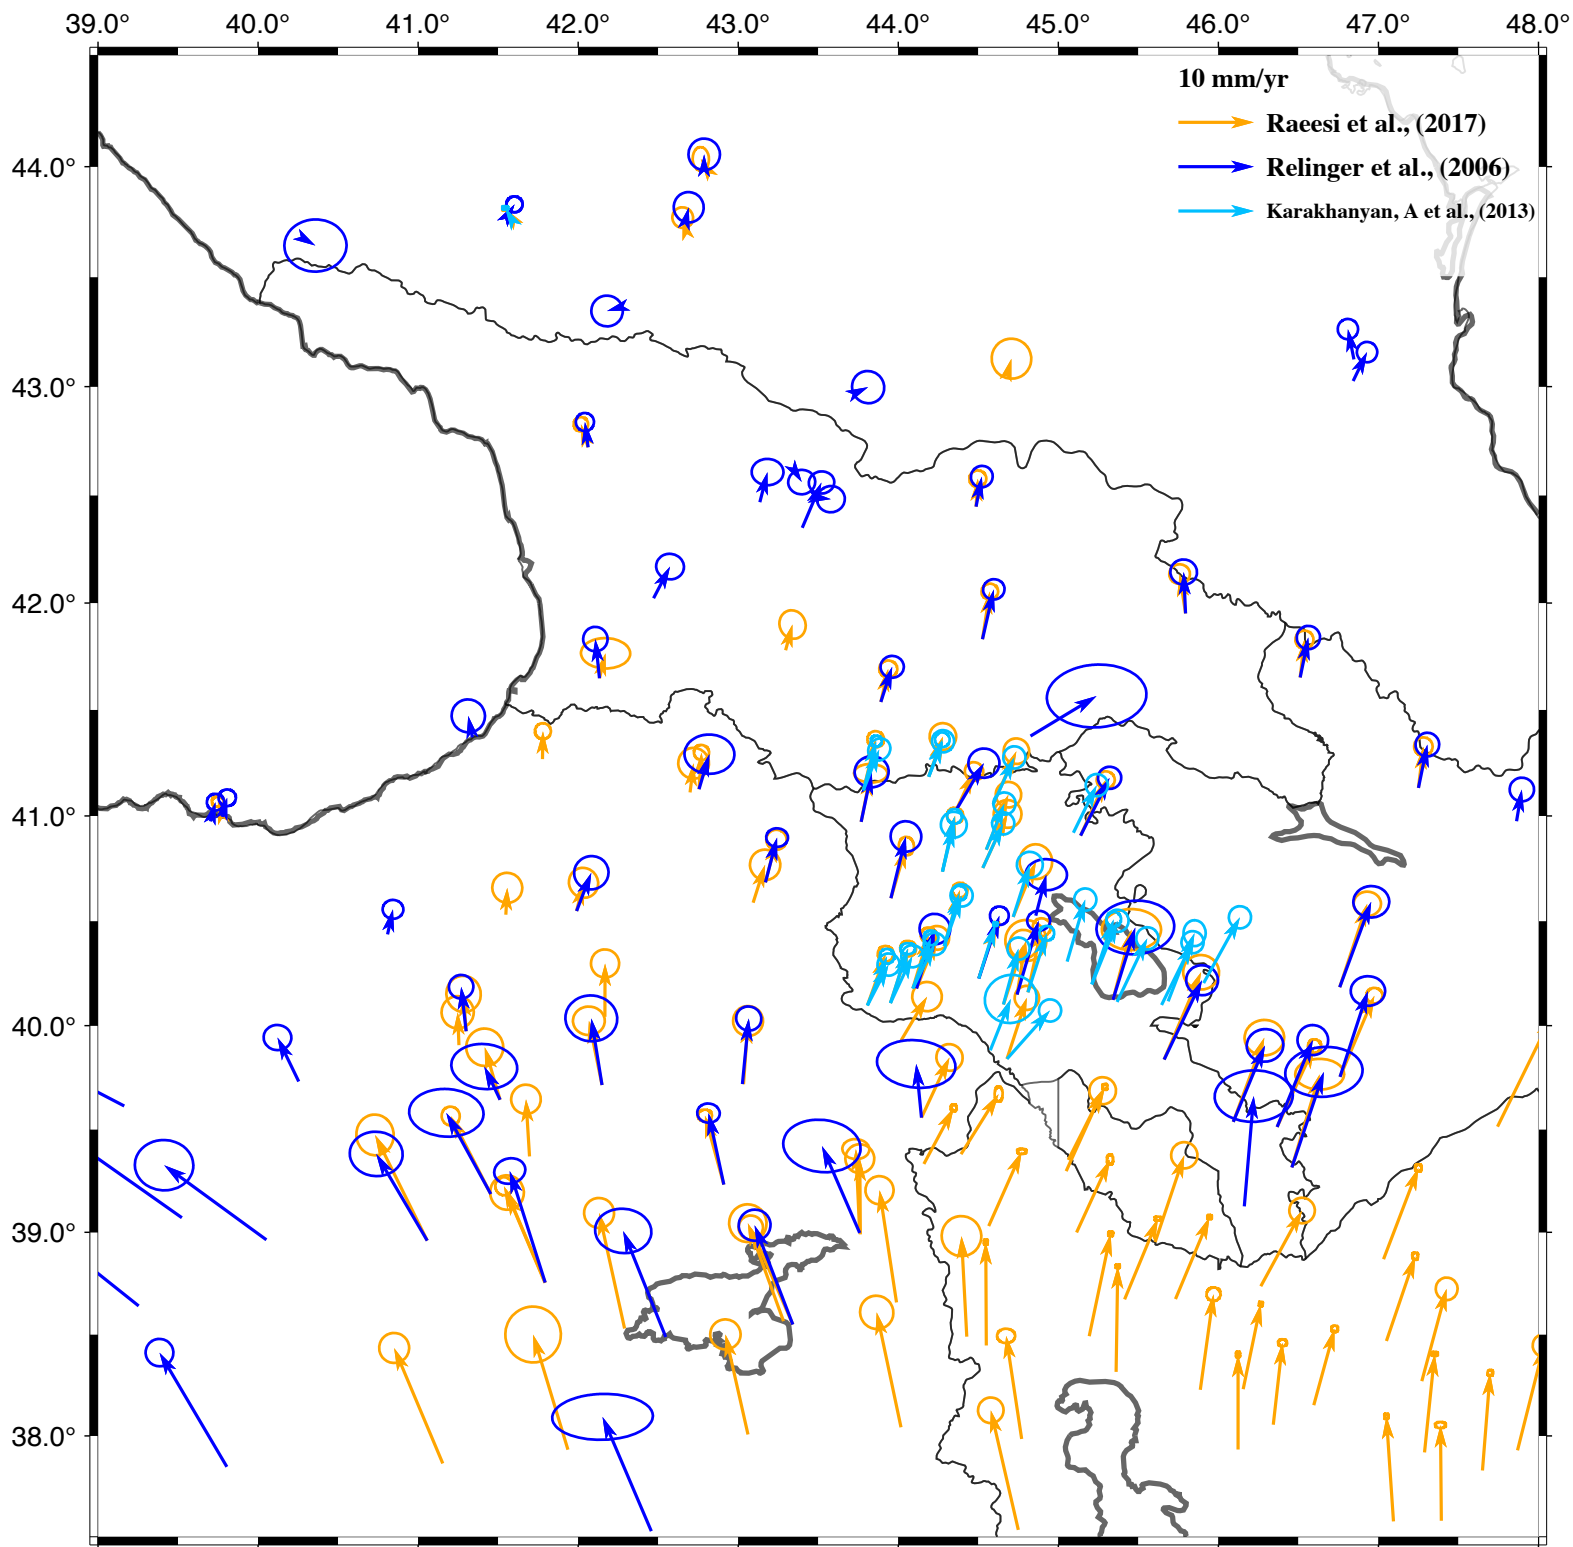 39.0° 40.0° 41.0° 42.0° 43.0° 44.0° 45.0° 46.0° 47.0° 48.0°
10 mm/yr
Raeesi et al., (2017)
44.0°
Relinger et al., (2006)
Karakhanyan, A et al., (2013)
43.0°
42.0°
41.0°
40.0°
39.0°
38.0°